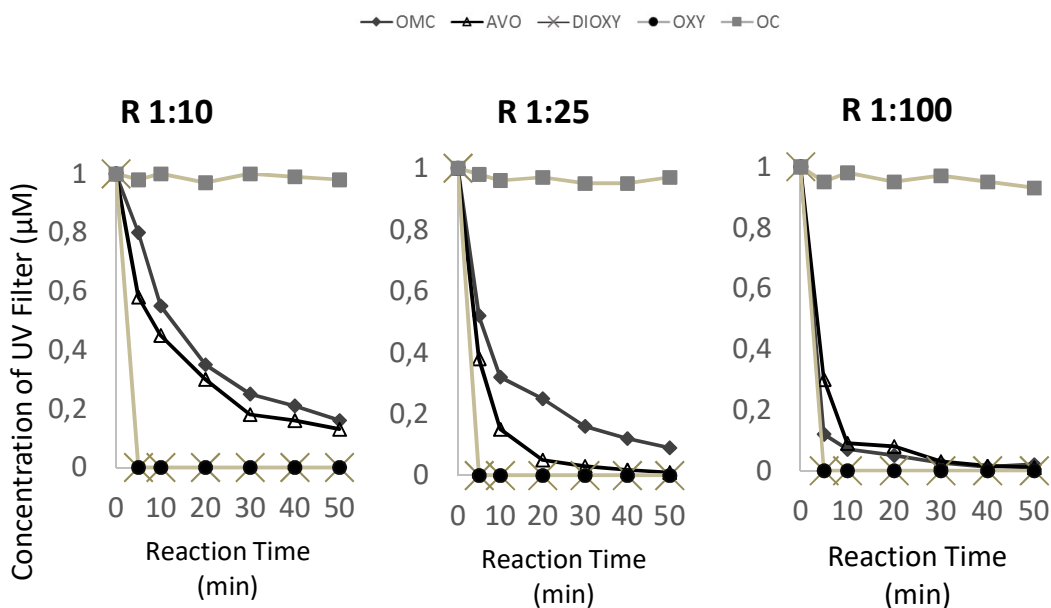 OMC AVO DIOXY OXY OC
R 1:10
R 1:25
R 1:100
Concentration of UV Filter (µM)
1
0,8
0,6
0,4
0,2
0
0 10 20 30 40 50
Reaction Time
(min)
1
0,8
0,6
0,4
0,2
0
0 10 20 30 40 50
Reaction Time
(min)
1
0,8
0,6
0,4
0,2
0
0 10 20 30 40 50
Reaction Time
(min)